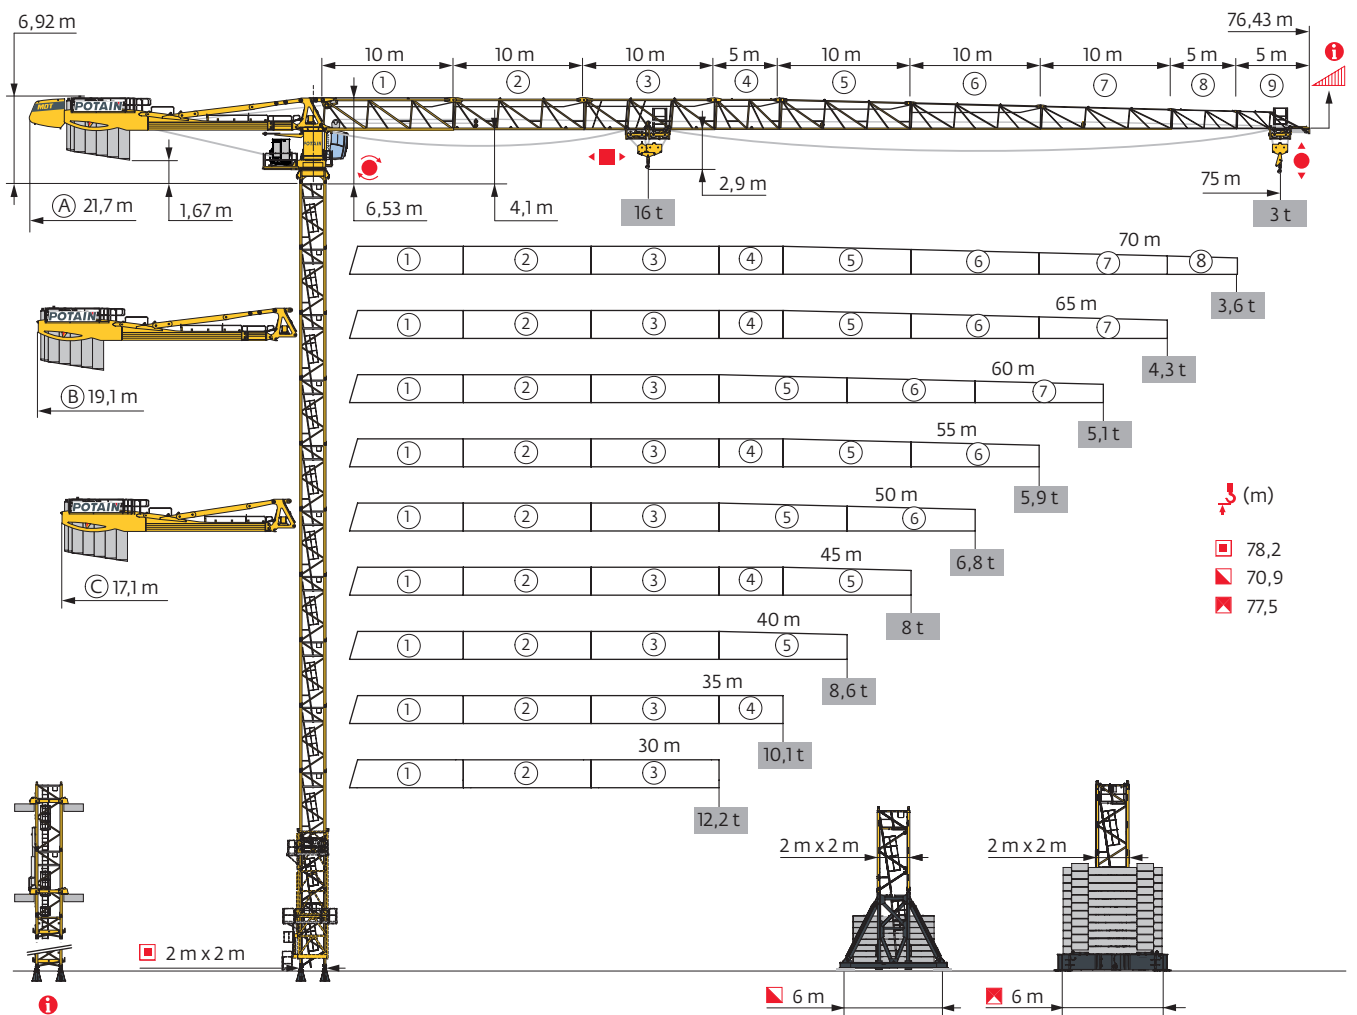 6,92 m
76,43 m
10 m 10 m 10 m 5 m 10 m 10 m 10 m 5 m 5 m
1 2 3 4 5 6 7 8 9
i
MDT POTAIN
POTAIN
2,9 m
75 m
A 21,7 m
1,67 m
6,53 m
4,1 m
16 t
3 t
70 m
1 2 3 4 5 6 7 8
3,6 t
65 m
1 2 3 4 5 6 7
4,3 t
POTAIN
B 19,1 m
60 m
1 2 3 5 6 7
5,1 t
55 m
1 2 3 4 5 6
5,9 t
POTAIN
C 17,1 m
50 m
1 2 3 5 6
6,8 t
(m)
78,2
70,9
77,5
45 m
1 2 3 4 5
8 t
40 m
1 2 3 5
8,6 t
35 m
1 2 3 4
10,1 t
30 m
1 2 3
12,2 t
2 m x 2 m
2 m x 2 m
2 m x 2 m
i
6 m
6 m